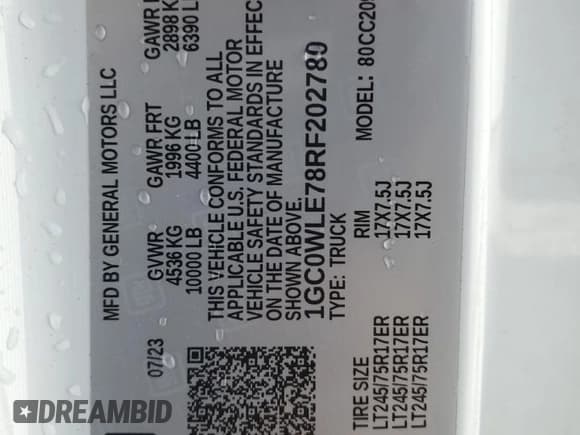 MFD BY GENERAL MOTORS LLC
07/23
GVWR
4536 KG
10000 LB
GAWR FRT
1996 KG
4400 LB
GAWR
2898
6390
THIS VEHICLE CONFORMS TO ALL
APPLICABLE U.S. FEDERAL MOTOR
VEHICLE SAFETY STANDARDS IN EFFEC
ON THE DATE OF MANUFACTURE
SHOWN ABOVE.
1GC0WLE78RF202780
TYPE: TRUCK
MODEL: 80CC209
TIRE SIZE RIM
LT245/75R17ER 17X7.5J
LT245/75R17ER 17X7.5J
LT245/75R17ER 17X7.5J
DREAMBID